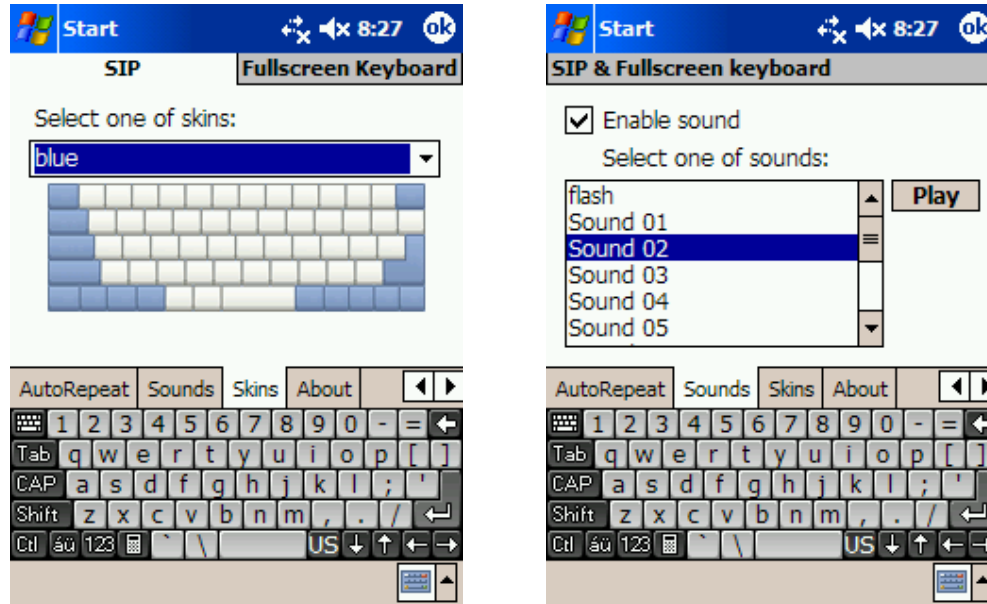 Start 8:27 ok
SIP Fullscreen Keyboard
Select one of skins:
blue
AutoRepeat Sounds Skins About
1 2 3 4 5 6 7 8 9 0 - =
Tab q w e r t y u i o p [ ]
CAP a s d f g h j k l ; '
Shift z x c v b n m , . /
Ctl áü 123 ` \ US
Start 8:27 ok
SIP & Fullscreen keyboard
Enable sound
Select one of sounds:
flash
Play
Sound 01
Sound 02
Sound 03
Sound 04
Sound 05
AutoRepeat Sounds Skins About
1 2 3 4 5 6 7 8 9 0 - =
Tab q w e r t y u i o p [ ]
CAP a s d f g h j k l ; '
Shift z x c v b n m , . /
Ctl áü 123 ` \ US